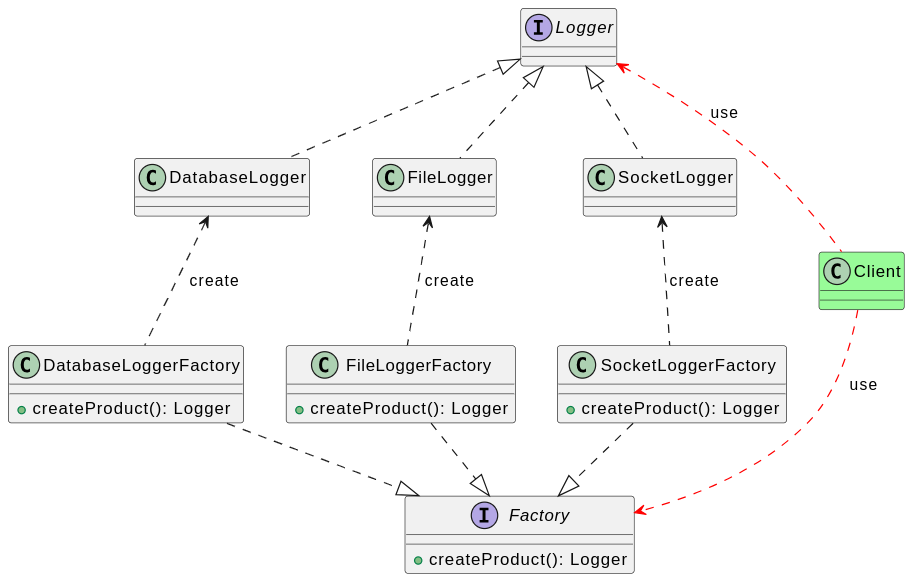 I Logger
use
C DatabaseLogger
C FileLogger
C SocketLogger
C Client
create
create
create
C DatabaseLoggerFactory
createProduct(): Logger
C FileLoggerFactory
createProduct(): Logger
C SocketLoggerFactory
createProduct(): Logger
use
I Factory
createProduct(): Logger